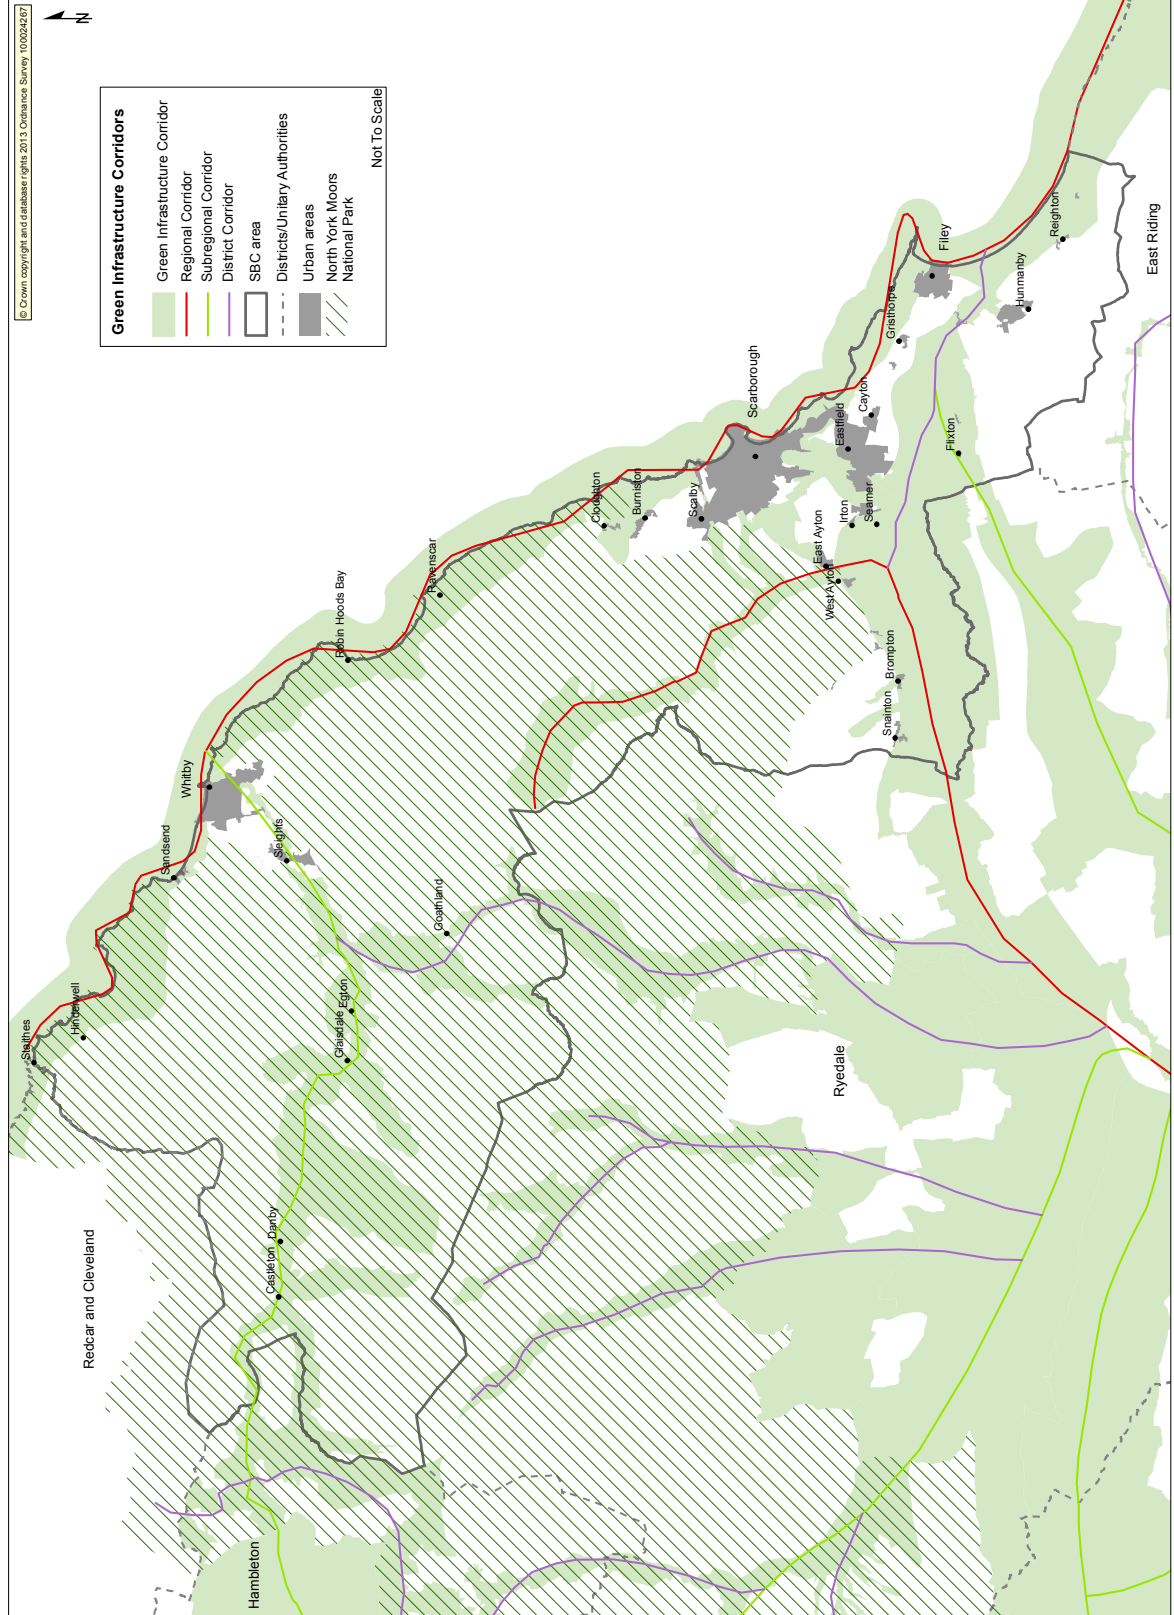 © Crown copyright and database rights 2013 Ordnance Survey 100024267
N
Green Infrastructure Corridors
Green Infrastructure Corridor
Regional Corridor
Subregional Corridor
District Corridor
SBC area
Districts/Unitary Authorities
Urban areas
North York Moors
National Park
Not To Scale
Staithes
Hinderwell
Sandsend
Whitby
Sleights
Robin Hoods Bay
Ravenscar
Goathland
Egton
Glaisdale
Danby
Castleton
Redcar and Cleveland
Hambleton
Cloughton
Burniston
Scalby
Scarborough
Eastfield
Cayton
Irton
Seamer
East Ayton
West Ayton
Brompton
Snainton
Gristhorpe
Filey
Flixton
Hunmanby
Reighton
East Riding
Ryedale